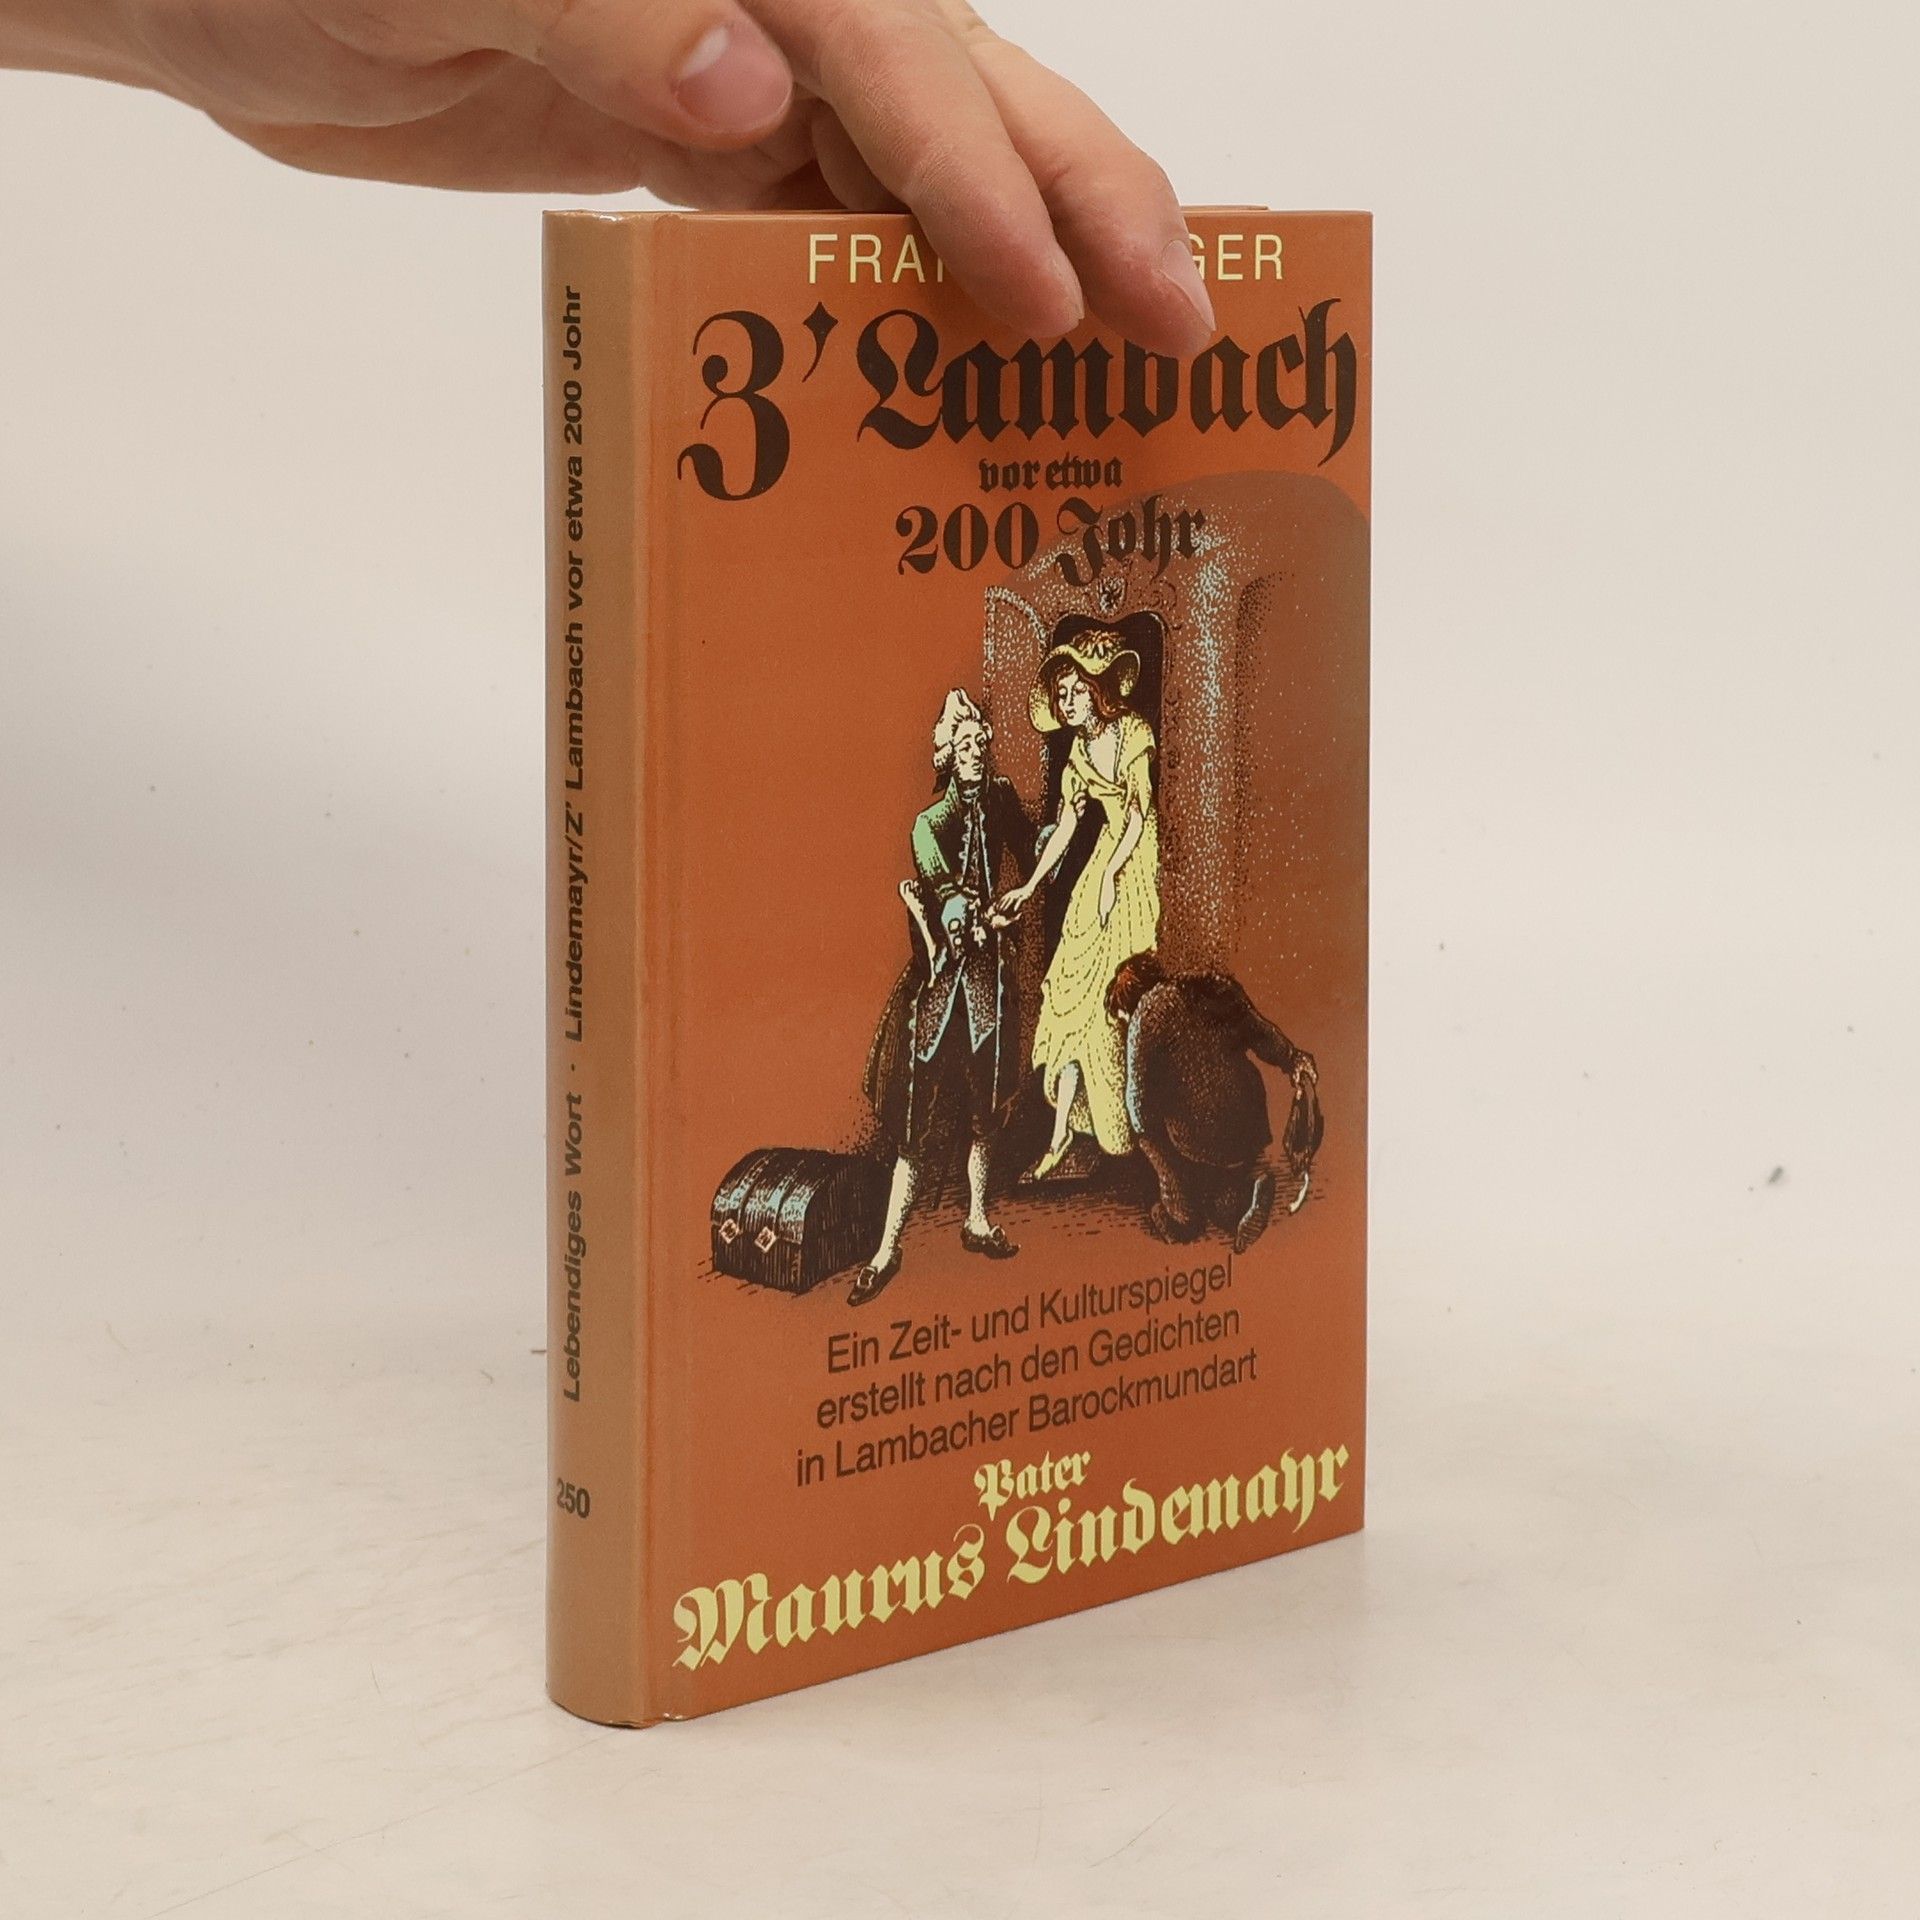 Z' Lambach
vor etwa
200 Johr
Ein Zeit- und Kulturspiegel
erstellt nach den Gedichten
in Lambacher Barockmundart
Pater
Maurus Lindemayr
Lebendiges Wort · Lindemayr/Z' Lambach vor etwa 200 Johr
250